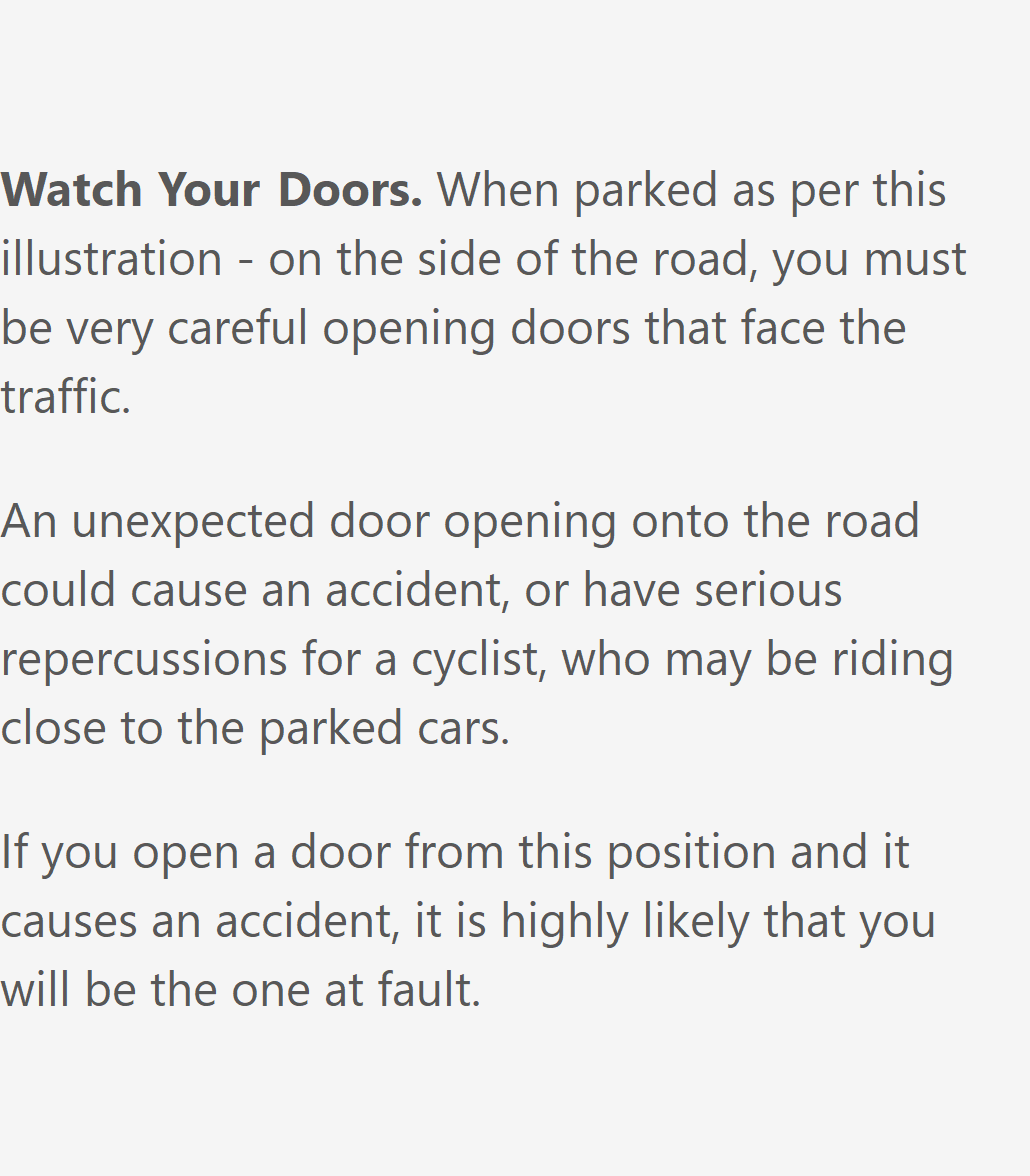 Watch Your Doors. When parked as per this
illustration - on the side of the road, you must
be very careful opening doors that face the
traffic.
An unexpected door opening onto the road
could cause an accident, or have serious
repercussions for a cyclist, who may be riding
close to the parked cars.
If you open a door from this position and it
causes an accident, it is highly likely that you
will be the one at fault.